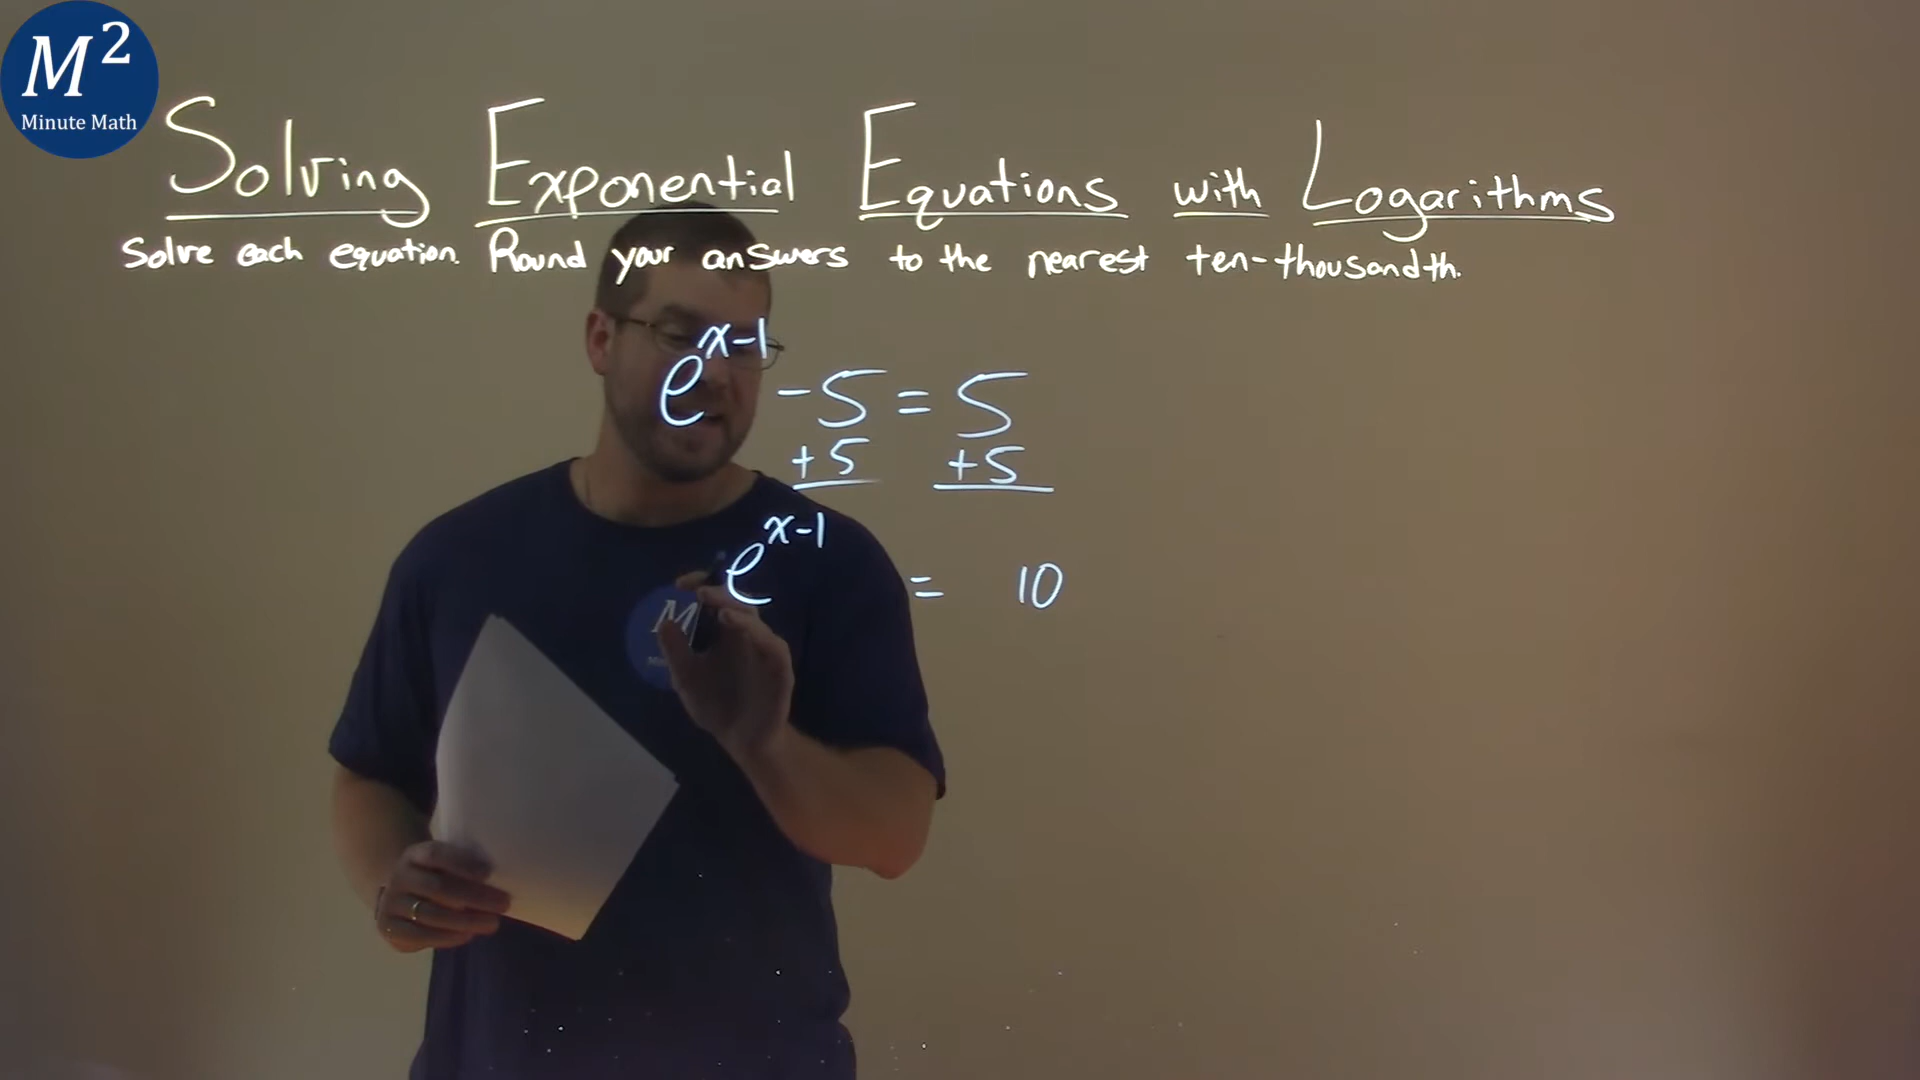 M²
Minute Math
Solving Exponential Equations with Logarithms
Solve each equation. Round your answers to the nearest ten-thousandth.
e^(x-1) -5 = 5
+5 +5
e^(x-1) = 10
M